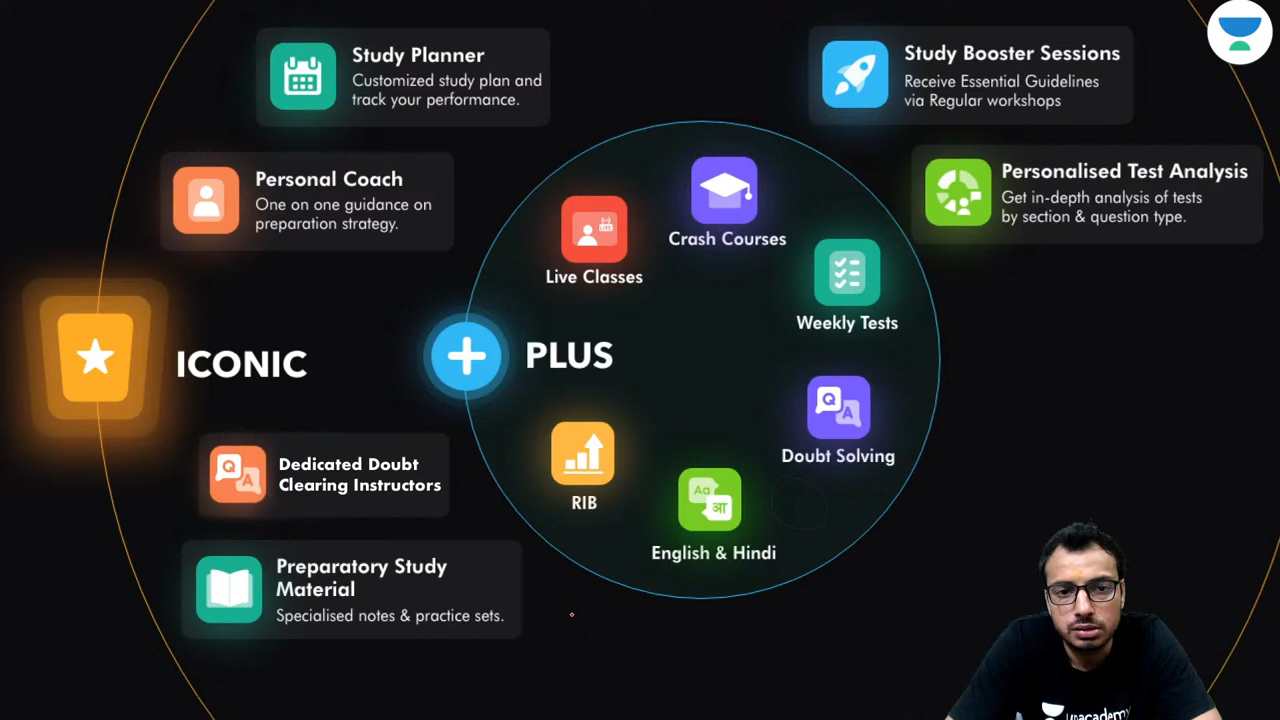 Study Planner
Customized study plan and
track your performance.
Study Booster Sessions
Receive Essential Guidelines
via Regular workshops
Personal Coach
One on one guidance on
preparation strategy.
Personalised Test Analysis
Get in-depth analysis of tests
by section & question type.
Live Classes
Crash Courses
Weekly Tests
ICONIC
PLUS
Q
A
Doubt Solving
Q
A
Dedicated Doubt
Clearing Instructors
RIB
Aa
आ
English & Hindi
Preparatory Study
Material
Specialised notes & practice sets.
unacademy